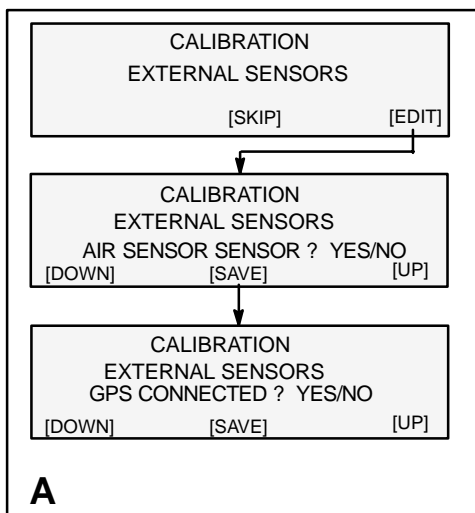 CALIBRATION
EXTERNAL SENSORS
[SKIP] [EDIT]
CALIBRATION
EXTERNAL SENSORS
AIR SENSOR SENSOR ? YES/NO
[DOWN] [SAVE] [UP]
CALIBRATION
EXTERNAL SENSORS
GPS CONNECTED ? YES/NO
[DOWN] [SAVE] [UP]
A